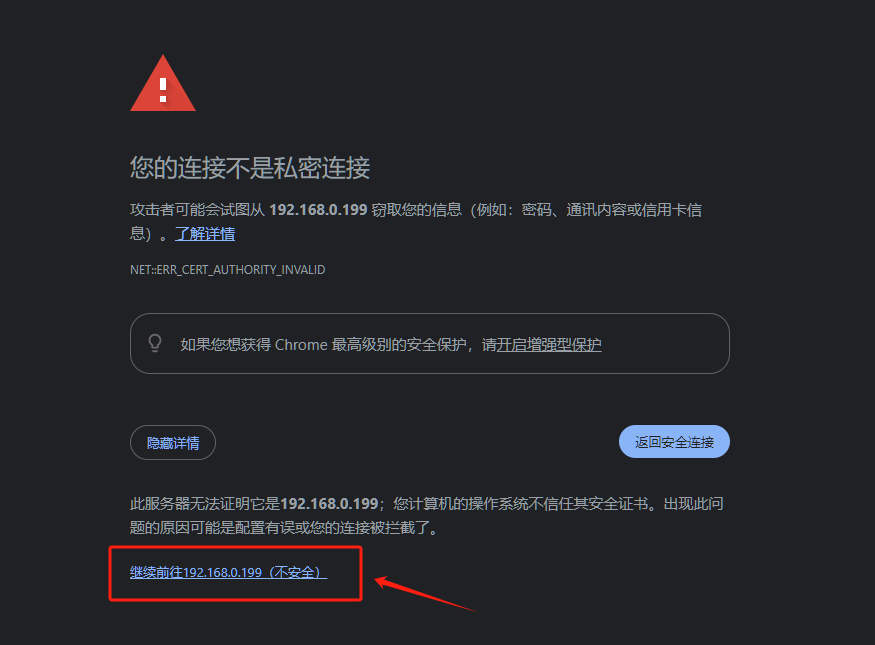 您的连接不是私密连接
攻击者可能会试图从 192.168.0.199 窃取您的信息（例如：密码、通讯内容或信用卡信
息）。了解详情
NET::ERR_CERT_AUTHORITY_INVALID
如果您想获得 Chrome 最高级别的安全保护，请开启增强型保护
隐藏详情
返回安全连接
此服务器无法证明它是192.168.0.199；您计算机的操作系统不信任其安全证书。出现此问
题的原因可能是配置有误或您的连接被拦截了。
继续前往192.168.0.199（不安全）